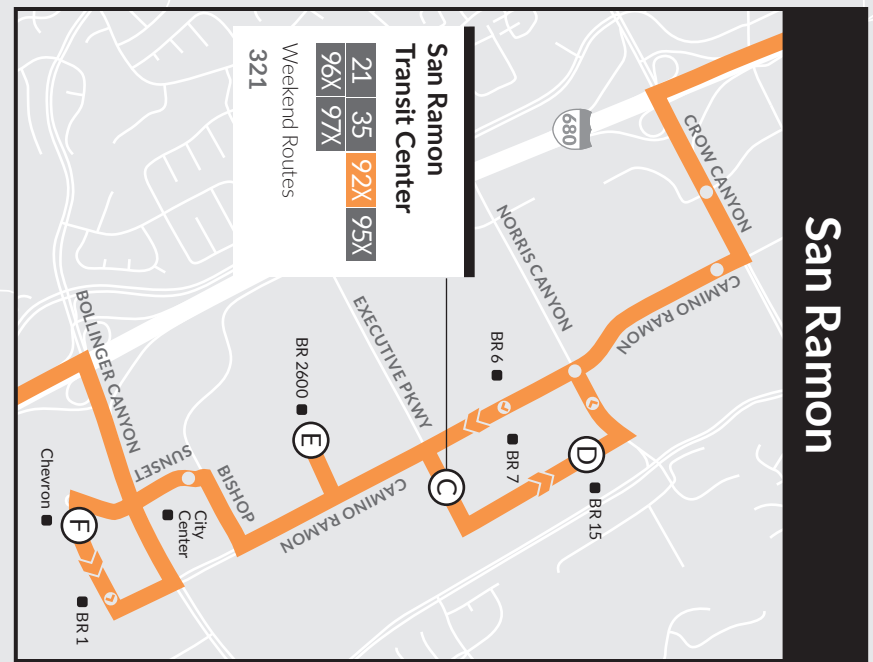 San Ramon
San Ramon
Transit Center
21 35 92X 95X
96X 97X
Weekend Routes
321
680
CROW CANYON
CAMINO RAMON
NORRIS CANYON
BR 6
BR 7
D
BR 15
EXECUTIVE PKWY
C
BR 2600
E
CAMINO RAMON
BOLLINGER CANYON
SUNSET
BISHOP
City
Center
Chevron
F
BR 1